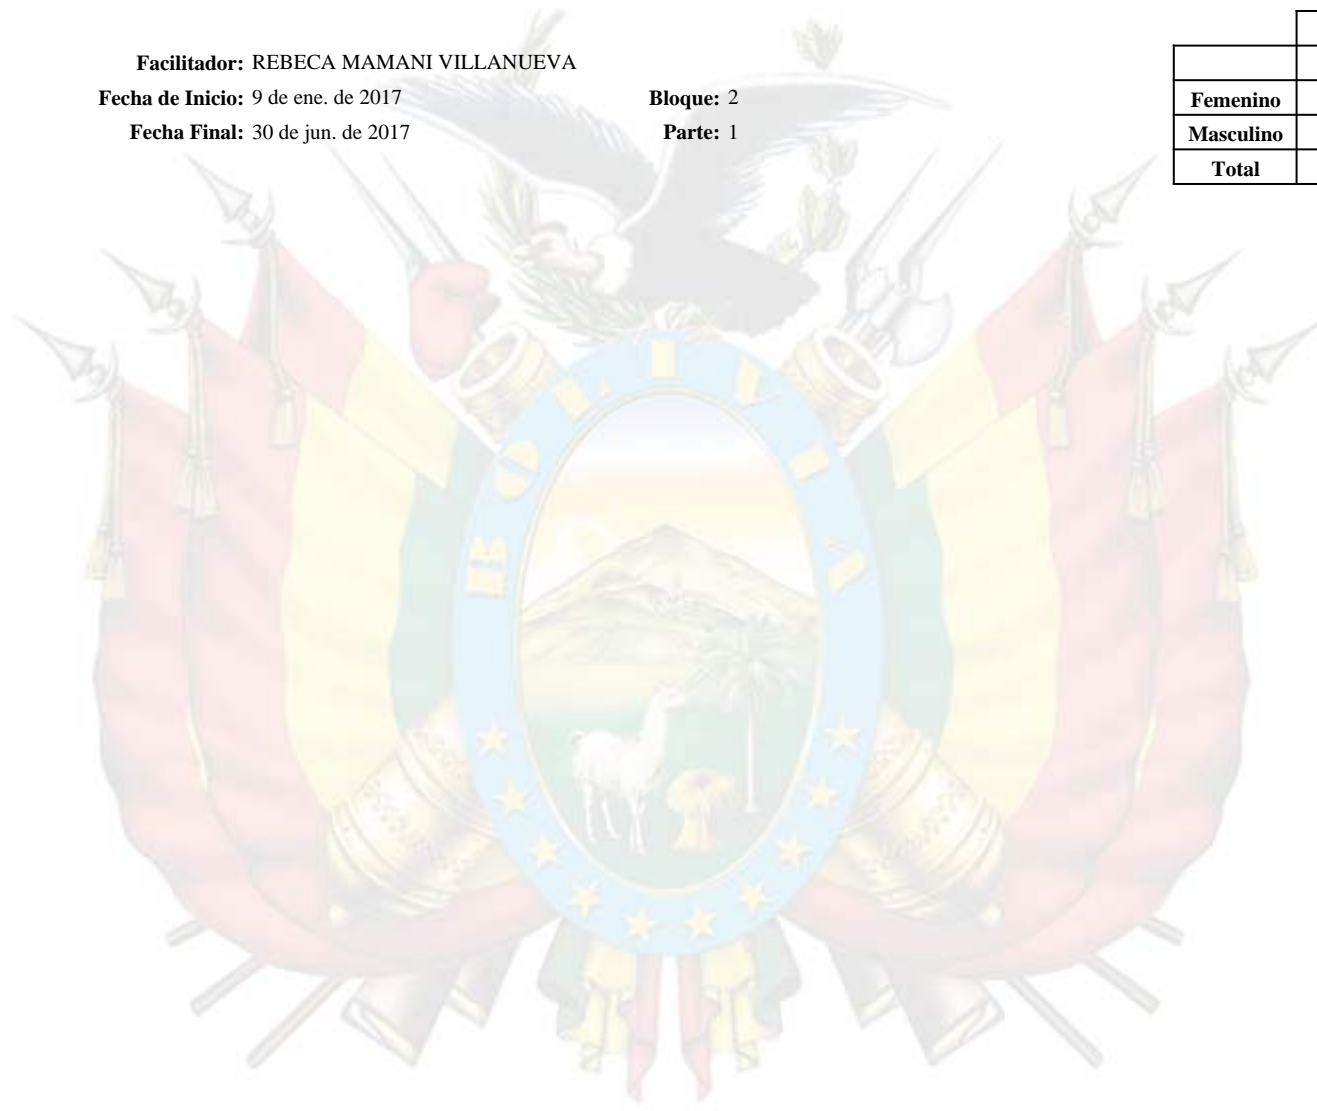 Facilitador: REBECA MAMANI VILLANUEVA
Fecha de Inicio: 9 de ene. de 2017 Bloque: 2
Fecha Final: 30 de jun. de 2017 Parte: 1
Femenino
Masculino
Total
BOLIVIA